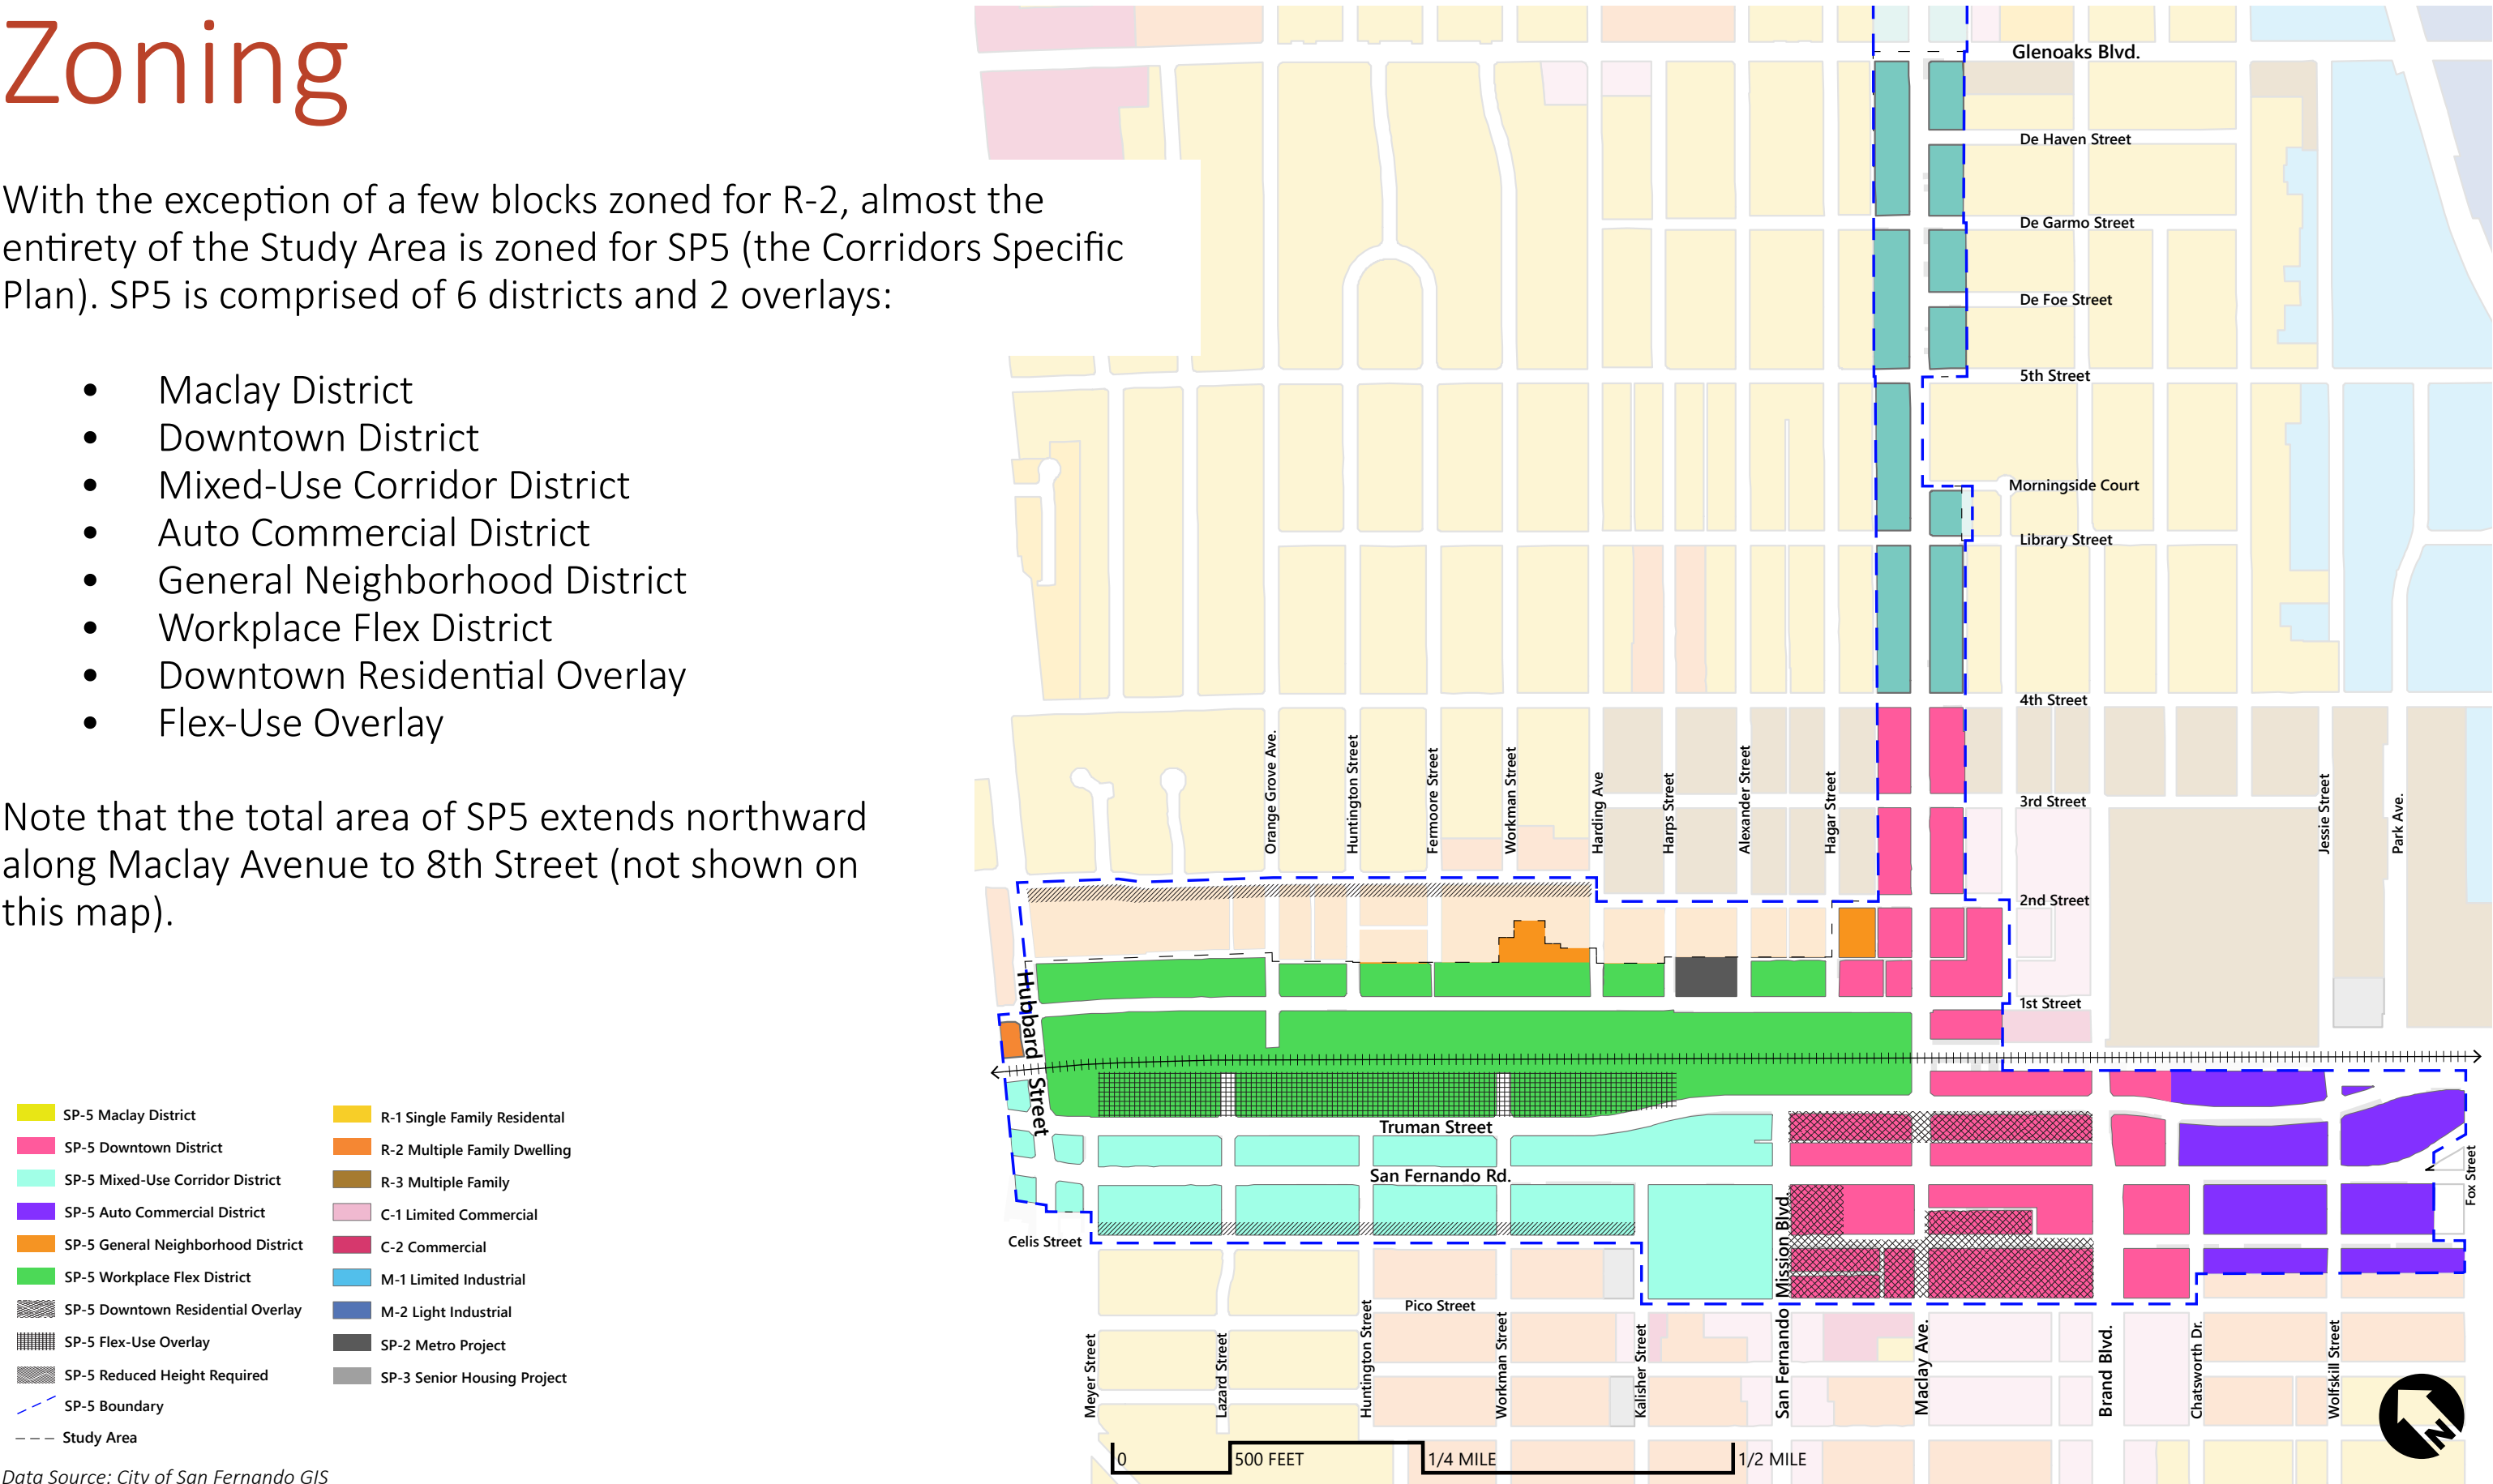 Zoning
With the exception of a few blocks zoned for R-2, almost the
entirety of the Study Area is zoned for SP5 (the Corridors Specific
Plan). SP5 is comprised of 6 districts and 2 overlays:
• Maclay District
• Downtown District
• Mixed-Use Corridor District
• Auto Commercial District
• General Neighborhood District
• Workplace Flex District
• Downtown Residential Overlay
• Flex-Use Overlay
Note that the total area of SP5 extends northward
along Maclay Avenue to 8th Street (not shown on
this map).
SP-5 Maclay District
SP-5 Downtown District
SP-5 Mixed-Use Corridor District
SP-5 Auto Commercial District
SP-5 General Neighborhood District
SP-5 Workplace Flex District
SP-5 Downtown Residential Overlay
SP-5 Flex-Use Overlay
SP-5 Reduced Height Required
SP-5 Boundary
Study Area
R-1 Single Family Residental
R-2 Multiple Family Dwelling
R-3 Multiple Family
C-1 Limited Commercial
C-2 Commercial
M-1 Limited Industrial
M-2 Light Industrial
SP-2 Metro Project
SP-3 Senior Housing Project
Data Source: City of San Fernando GIS
Glenoaks Blvd.
De Haven Street
De Garmo Street
De Foe Street
5th Street
Morningside Court
Library Street
4th Street
3rd Street
2nd Street
1st Street
Orange Grove Ave.
Huntington Street
Fermoore Street
Workman Street
Harding Ave
Harps Street
Alexander Street
Hagar Street
Jessie Street
Park Ave.
Hubbard Street
Truman Street
San Fernando Rd.
Celis Street
Pico Street
Fox Street
Meyer Street
Lazard Street
Huntington Street
Workman Street
Kalisher Street
San Fernando Mission Blvd.
Maclay Ave.
Brand Blvd.
Chatsworth Dr.
Wolfskill Street
0
500 FEET
1/4 MILE
1/2 MILE
N